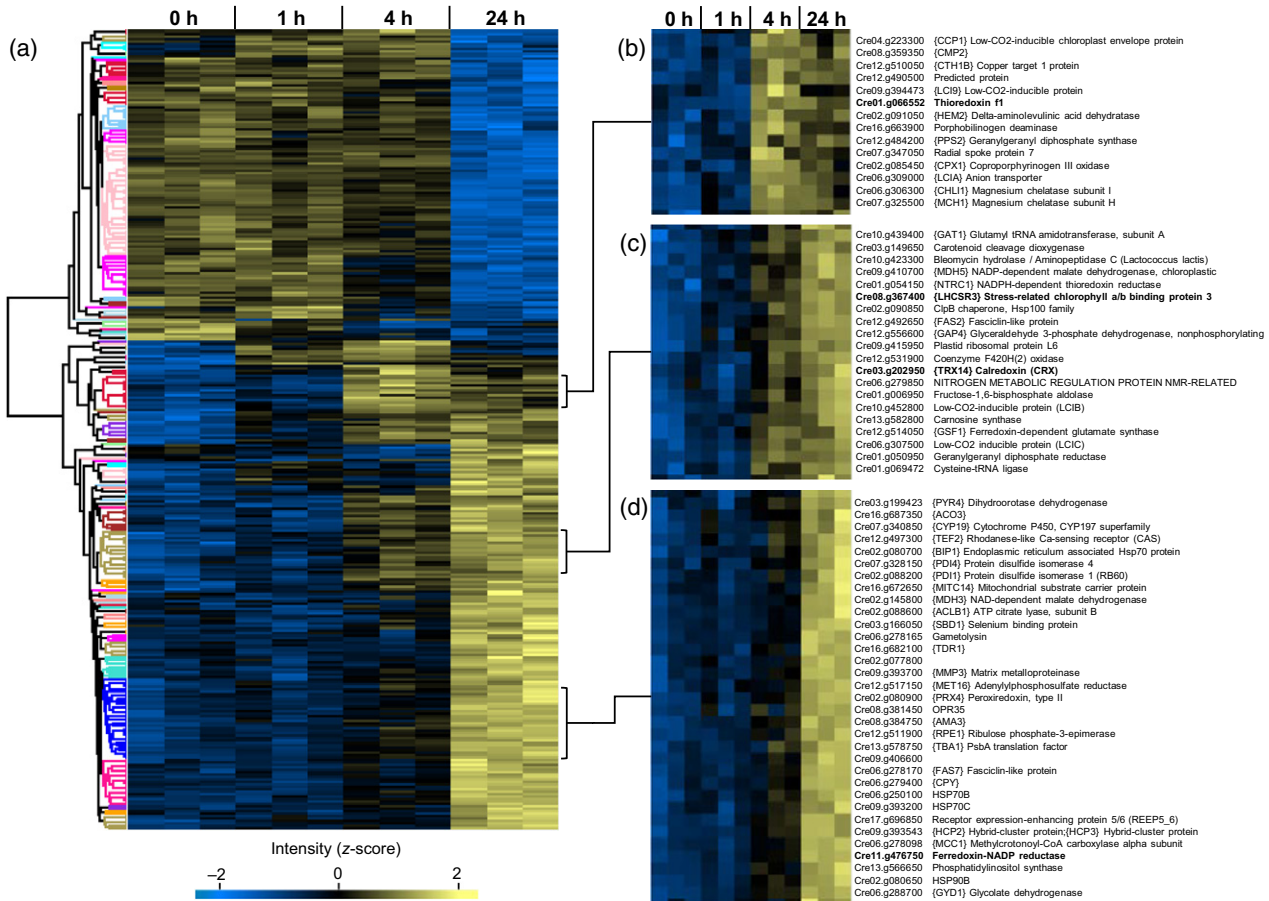 0 h 1 h 4 h 24 h
(a)
Intensity (z-score)
−2 0 2
0 h 1 h 4 h 24 h
(b)
Cre04.g223300 {CCP1} Low-CO2-inducible chloroplast envelope protein
Cre08.g359350 {CMP2}
Cre12.g510050 {CTH1B} Copper target 1 protein
Cre12.g490500 Predicted protein
Cre09.g394473 {LCI9} Low-CO2-inducible protein
Cre01.g066552 Thioredoxin f1
Cre02.g091050 {HEM2} Delta-aminolevulinic acid dehydratase
Cre16.g663900 Porphobilinogen deaminase
Cre12.g484200 {PPS2} Geranylgeranyl diphosphate synthase
Cre07.g347050 Radial spoke protein 7
Cre02.g085450 {CPX1} Coproporphyrinogen III oxidase
Cre06.g309000 {LCIA} Anion transporter
Cre06.g306300 {CHLI1} Magnesium chelatase subunit I
Cre07.g325500 {MCH1} Magnesium chelatase subunit H
(c)
Cre10.g439400 {GAT1} Glutamyl tRNA amidotransferase, subunit A
Cre03.g149650 Carotenoid cleavage dioxygenase
Cre10.g423300 Bleomycin hydrolase / Aminopeptidase C (Lactococcus lactis)
Cre09.g410700 {MDH5} NADP-dependent malate dehydrogenase, chloroplastic
Cre01.g054150 {NTRC1} NADPH-dependent thioredoxin reductase
Cre08.g367400 {LHCSR3} Stress-related chlorophyll a/b binding protein 3
Cre02.g090850 ClpB chaperone, Hsp100 family
Cre12.g492650 {FAS2} Fasciclin-like protein
Cre12.g556600 {GAP4} Glyceraldehyde 3-phosphate dehydrogenase, nonphosphorylating
Cre09.g415950 Plastid ribosomal protein L6
Cre12.g531900 Coenzyme F420H(2) oxidase
Cre03.g202950 {TRX14} Calredoxin (CRX)
Cre06.g279850 NITROGEN METABOLIC REGULATION PROTEIN NMR-RELATED
Cre01.g006950 Fructose-1,6-bisphosphate aldolase
Cre10.g452800 Low-CO2-inducible protein (LCIB)
Cre13.g582800 Carnosine synthase
Cre12.g514050 {GSF1} Ferredoxin-dependent glutamate synthase
Cre06.g307500 Low-CO2 inducible protein (LCIC)
Cre01.g050950 Geranylgeranyl diphosphate reductase
Cre01.g069472 Cysteine-tRNA ligase
(d)
Cre03.g199423 {PYR4} Dihydroorotase dehydrogenase
Cre16.g687350 {ACO3}
Cre07.g340850 {CYP19} Cytochrome P450, CYP197 superfamily
Cre12.g497300 {TEF2} Rhodanese-like Ca-sensing receptor (CAS)
Cre02.g080700 {BIP1} Endoplasmic reticulum associated Hsp70 protein
Cre07.g328150 {PDI4} Protein disulfide isomerase 4
Cre02.g088200 {PDI1} Protein disulfide isomerase 1 (RB60)
Cre16.g672650 {MITC14} Mitochondrial substrate carrier protein
Cre02.g145800 {MDH3} NAD-dependent malate dehydrogenase
Cre02.g088600 {ACLB1} ATP citrate lyase, subunit B
Cre03.g166050 {SBD1} Selenium binding protein
Cre06.g278165 Gametolysin
Cre16.g682100 {TDR1}
Cre02.g077800
Cre09.g393700 {MMP3} Matrix metalloproteinase
Cre12.g517150 {MET16} Adenylylphosulfate reductase
Cre02.g080900 {PRX4} Peroxiredoxin, type II
Cre08.g381450 OPR35
Cre08.g384750 {AMA3}
Cre12.g511900 {RPE1} Ribulose phosphate-3-epimerase
Cre13.g578750 {TBA1} PsbA translation factor
Cre09.g406600
Cre06.g278170 {FAS7} Fasciclin-like protein
Cre06.g279400 {CPY}
Cre06.g250100 HSP70B
Cre09.g393200 HSP70C
Cre17.g696850 Receptor expression-enhancing protein 5/6 (REEP5_6)
Cre09.g393543 {HCP2} Hybrid-cluster protein;{HCP3} Hybrid-cluster protein
Cre06.g278098 {MCC1} Methylcrotonoyl-CoA carboxylase alpha subunit
Cre11.g476750 Ferredoxin-NADP reductase
Cre13.g566650 Phosphatidylinositol synthase
Cre02.g080650 HSP90B
Cre06.g288700 {GYD1} Glycolate dehydrogenase